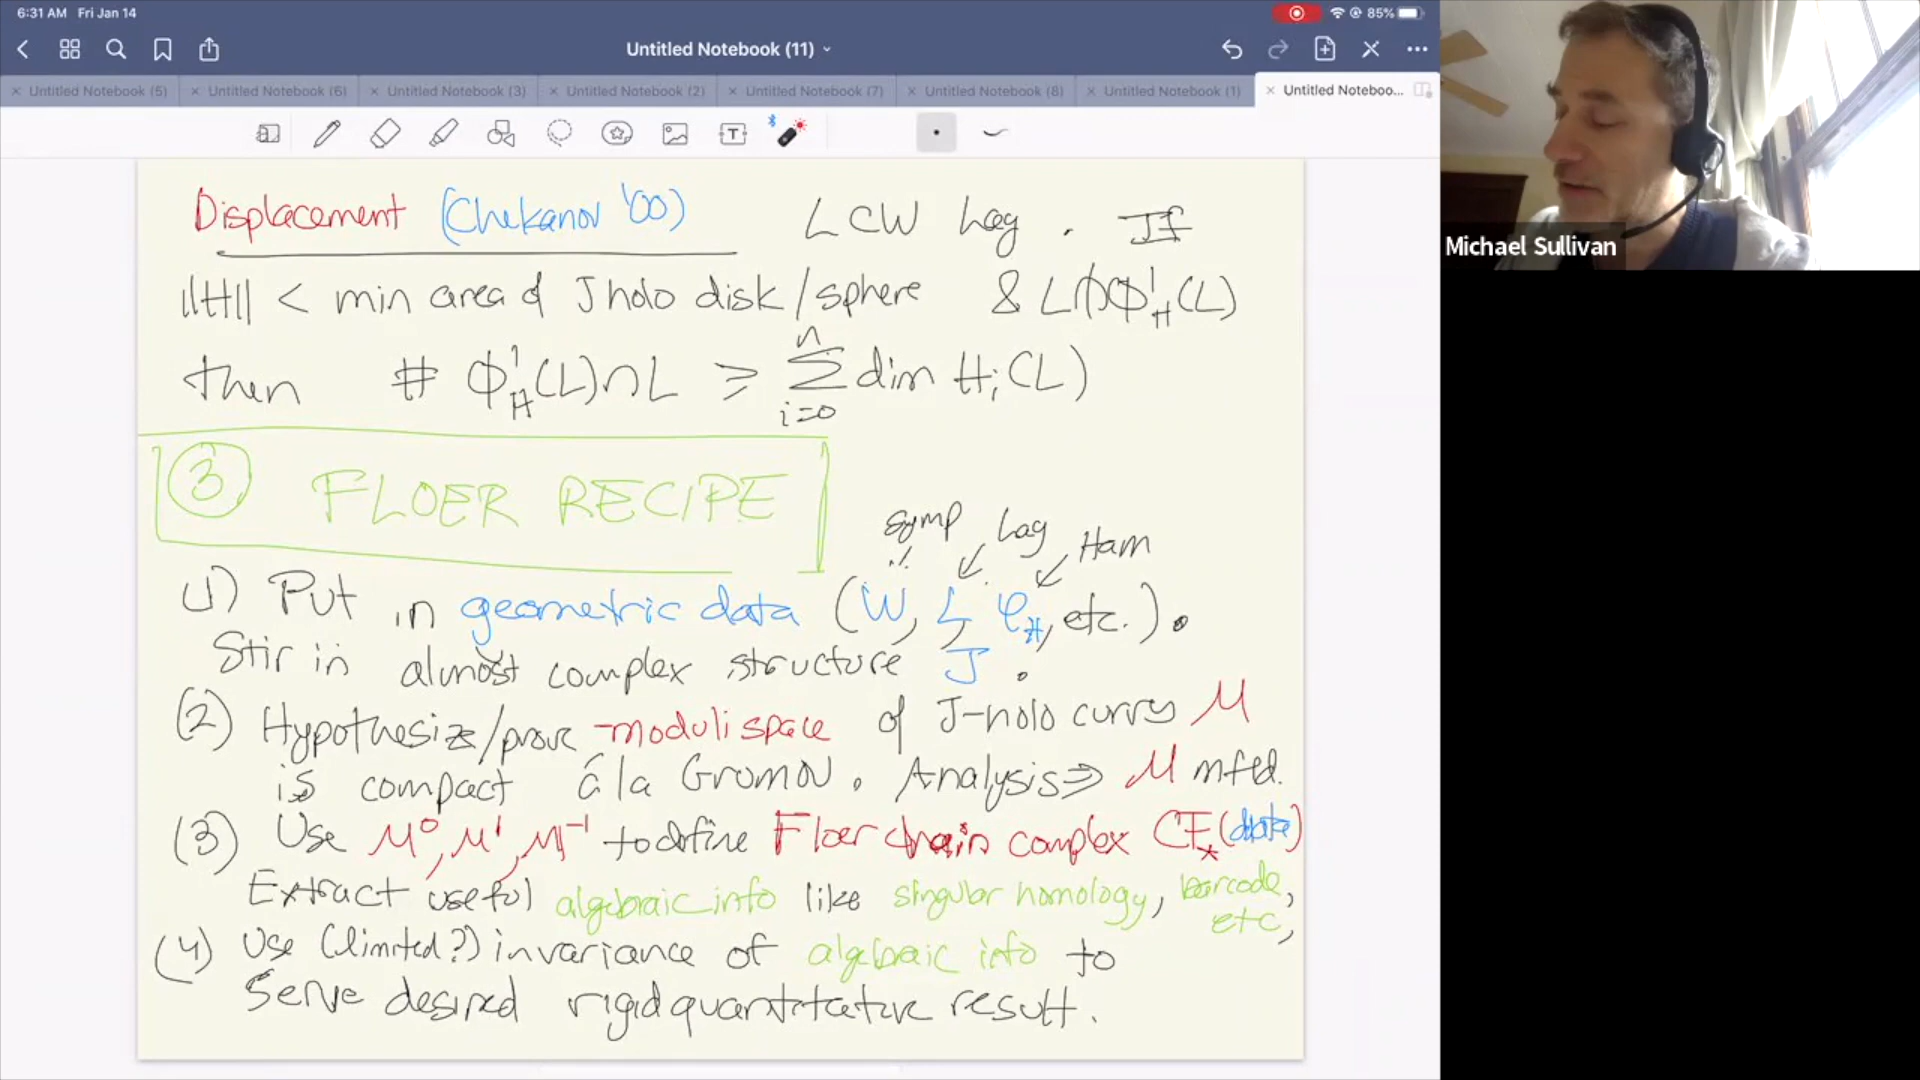 6:31 AM Fri Jan 14
85%
Untitled Notebook (11)
Untitled Notebook (5)
Untitled Notebook (6)
Untitled Notebook (3)
Untitled Notebook (2)
Untitled Notebook (7)
Untitled Notebook (8)
Untitled Notebook (1)
Untitled Noteboo...
Michael Sullivan
Displacement (Chekanov '00) L⊂W Lag. If
||H|| < min area of J holo disk/sphere & L⋔Φ¹_H(L)
then # Φ¹_H(L)∩L ≥ Σ_{i=0}^{n} dim H_i(L)
③ FLOER RECIPE
symp Lag Ham
(1) Put in geometric data (W, L, φ_H, etc.).
Stir in almost complex structure J.
(2) Hypothesize/prove moduli space of J-holo curves M
is compact á la Gromov. Analysis ⇒ M mfld.
(3) Use M⁰, M¹, M⁻¹ to define Floer chain complex CF_*(data)
Extract useful algebraic info like singular homology, barcode,
etc,
(4) Use (limited?) invariance of algebraic info to
serve desired rigid quantitative result.